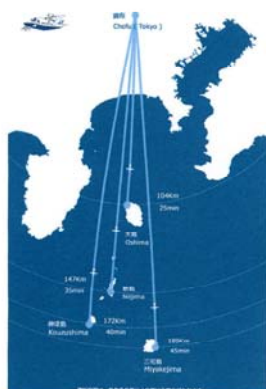 調布
Chofu ( Tokyo )
104Km
25min
大島
Oshima
147Km
35min
新島
Niijima
神津島
Kouzushima
172Km
40min
45min
三宅島
Miyakejima